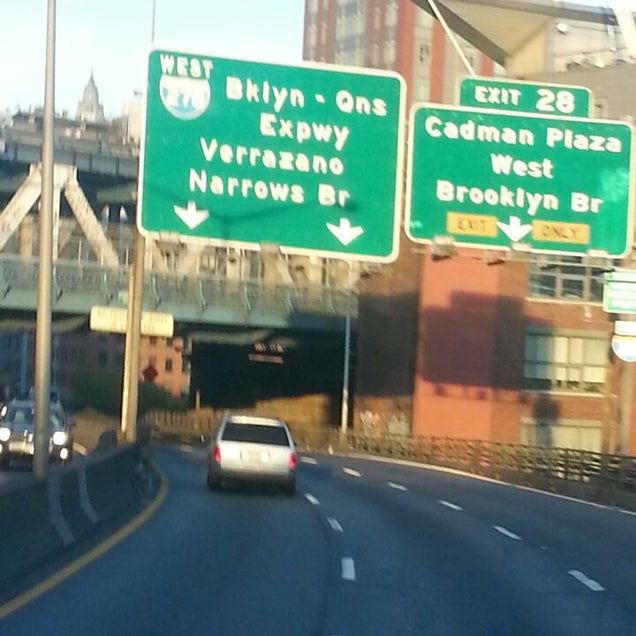 WEST
278
Bklyn - Qns
Expwy
Verrazano
Narrows Br
EXIT 28
Cadman Plaza
West
Brooklyn Br
EXIT ONLY